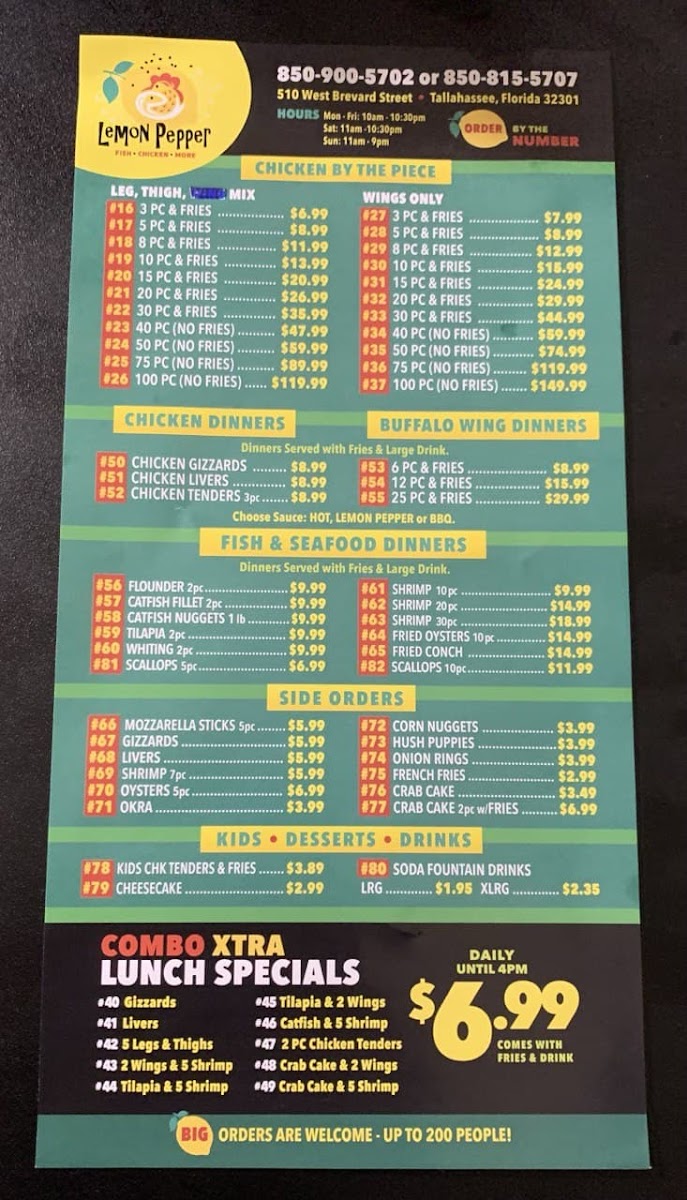 Lemon Pepper
FISH • CHICKEN • MORE
850-900-5702 or 850-815-5707
510 West Brevard Street • Tallahassee, Florida 32301
HOURS Mon - Fri: 10am - 10:30pm
Sat: 11am -10:30pm
Sun: 11am - 9pm
ORDER BY THE NUMBER
CHICKEN BY THE PIECE
LEG, THIGH, MIX
#16 3 PC & FRIES .............. $6.99
#17 5 PC & FRIES .............. $8.99
#18 8 PC & FRIES .............. $11.99
#19 10 PC & FRIES ............ $13.99
#20 15 PC & FRIES ............ $20.99
#21 20 PC & FRIES ............ $26.99
#22 30 PC & FRIES ............ $35.99
#23 40 PC (NO FRIES) ........ $47.99
#24 50 PC (NO FRIES) ........ $59.99
#25 75 PC (NO FRIES) ........ $89.99
#26 100 PC (NO FRIES) ..... $119.99
WINGS ONLY
#27 3 PC & FRIES .............. $7.99
#28 5 PC & FRIES .............. $8.99
#29 8 PC & FRIES .............. $12.99
#30 10 PC & FRIES ............ $15.99
#31 15 PC & FRIES ............ $24.99
#32 20 PC & FRIES ............ $29.99
#33 30 PC & FRIES ............ $44.99
#34 40 PC (NO FRIES) ........ $59.99
#35 50 PC (NO FRIES) ........ $74.99
#36 75 PC (NO FRIES) ....... $119.99
#37 100 PC (NO FRIES) ..... $149.99
CHICKEN DINNERS
BUFFALO WING DINNERS
Dinners Served with Fries & Large Drink.
#50 CHICKEN GIZZARDS ........ $8.99
#51 CHICKEN LIVERS ............ $8.99
#52 CHICKEN TENDERS 3pc ...... $8.99
#53 6 PC & FRIES .............. $8.99
#54 12 PC & FRIES ............ $15.99
#55 25 PC & FRIES ............ $29.99
Choose Sauce: HOT, LEMON PEPPER or BBQ.
FISH & SEAFOOD DINNERS
Dinners Served with Fries & Large Drink.
#56 FLOUNDER 2pc .............. $9.99
#57 CATFISH FILLET 2pc .......... $9.99
#58 CATFISH NUGGETS 1 lb ....... $9.99
#59 TILAPIA 2pc ................ $9.99
#60 WHITING 2pc ............... $9.99
#81 SCALLOPS 5pc .............. $6.99
#61 SHRIMP 10 pc .............. $9.99
#62 SHRIMP 20 pc .............. $14.99
#63 SHRIMP 30pc .............. $18.99
#64 FRIED OYSTERS 10 pc ........ $14.99
#65 FRIED CONCH .............. $14.99
#82 SCALLOPS 10pc ............. $11.99
SIDE ORDERS
#66 MOZZARELLA STICKS 5pc ...... $5.99
#67 GIZZARDS ................. $5.99
#68 LIVERS ................... $5.99
#69 SHRIMP 7pc ............... $5.99
#70 OYSTERS 5pc .............. $6.99
#71 OKRA ..................... $3.99
#72 CORN NUGGETS ............. $3.99
#73 HUSH PUPPIES .............. $3.99
#74 ONION RINGS .............. $3.99
#75 FRENCH FRIES .............. $2.99
#76 CRAB CAKE ................ $3.49
#77 CRAB CAKE 2pc w/FRIES ....... $6.99
KIDS • DESSERTS • DRINKS
#78 KIDS CHK TENDERS & FRIES ..... $3.89
#79 CHEESECAKE ............... $2.99
#80 SODA FOUNTAIN DRINKS
LRG ........... $1.95 XLRG ........... $2.35
COMBO XTRA
LUNCH SPECIALS
#40 Gizzards
#41 Livers
#42 5 Legs & Thighs
#43 2 Wings & 5 Shrimp
#44 Tilapia & 5 Shrimp
#45 Tilapia & 2 Wings
#46 Catfish & 5 Shrimp
#47 2 PC Chicken Tenders
#48 Crab Cake & 2 Wings
#49 Crab Cake & 5 Shrimp
DAILY
UNTIL 4PM
$6.99
COMES WITH
FRIES & DRINK
BIG ORDERS ARE WELCOME - UP TO 200 PEOPLE!